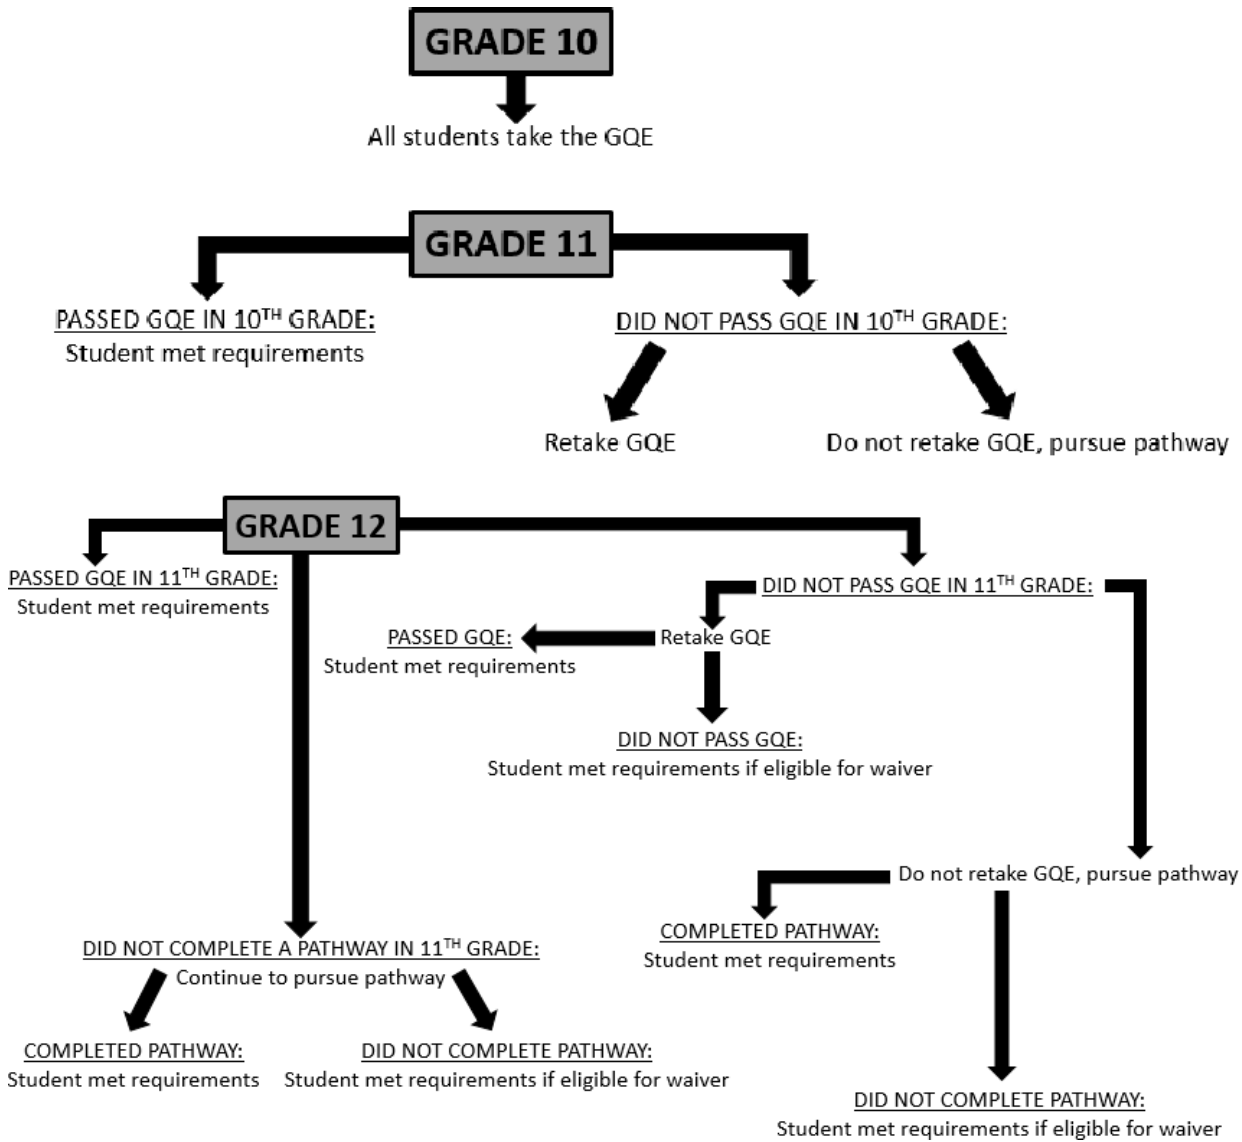 GRADE 10
All students take the GQE
GRADE 11
PASSED GQE IN 10TH GRADE:
Student met requirements
DID NOT PASS GQE IN 10TH GRADE:
Retake GQE
Do not retake GQE, pursue pathway
GRADE 12
PASSED GQE IN 11TH GRADE:
Student met requirements
DID NOT PASS GQE IN 11TH GRADE:
Retake GQE
PASSED GQE:
Student met requirements
DID NOT PASS GQE:
Student met requirements if eligible for waiver
Do not retake GQE, pursue pathway
COMPLETED PATHWAY:
Student met requirements
DID NOT COMPLETE A PATHWAY IN 11TH GRADE:
Continue to pursue pathway
COMPLETED PATHWAY:
Student met requirements
DID NOT COMPLETE PATHWAY:
Student met requirements if eligible for waiver
DID NOT COMPLETE PATHWAY:
Student met requirements if eligible for waiver